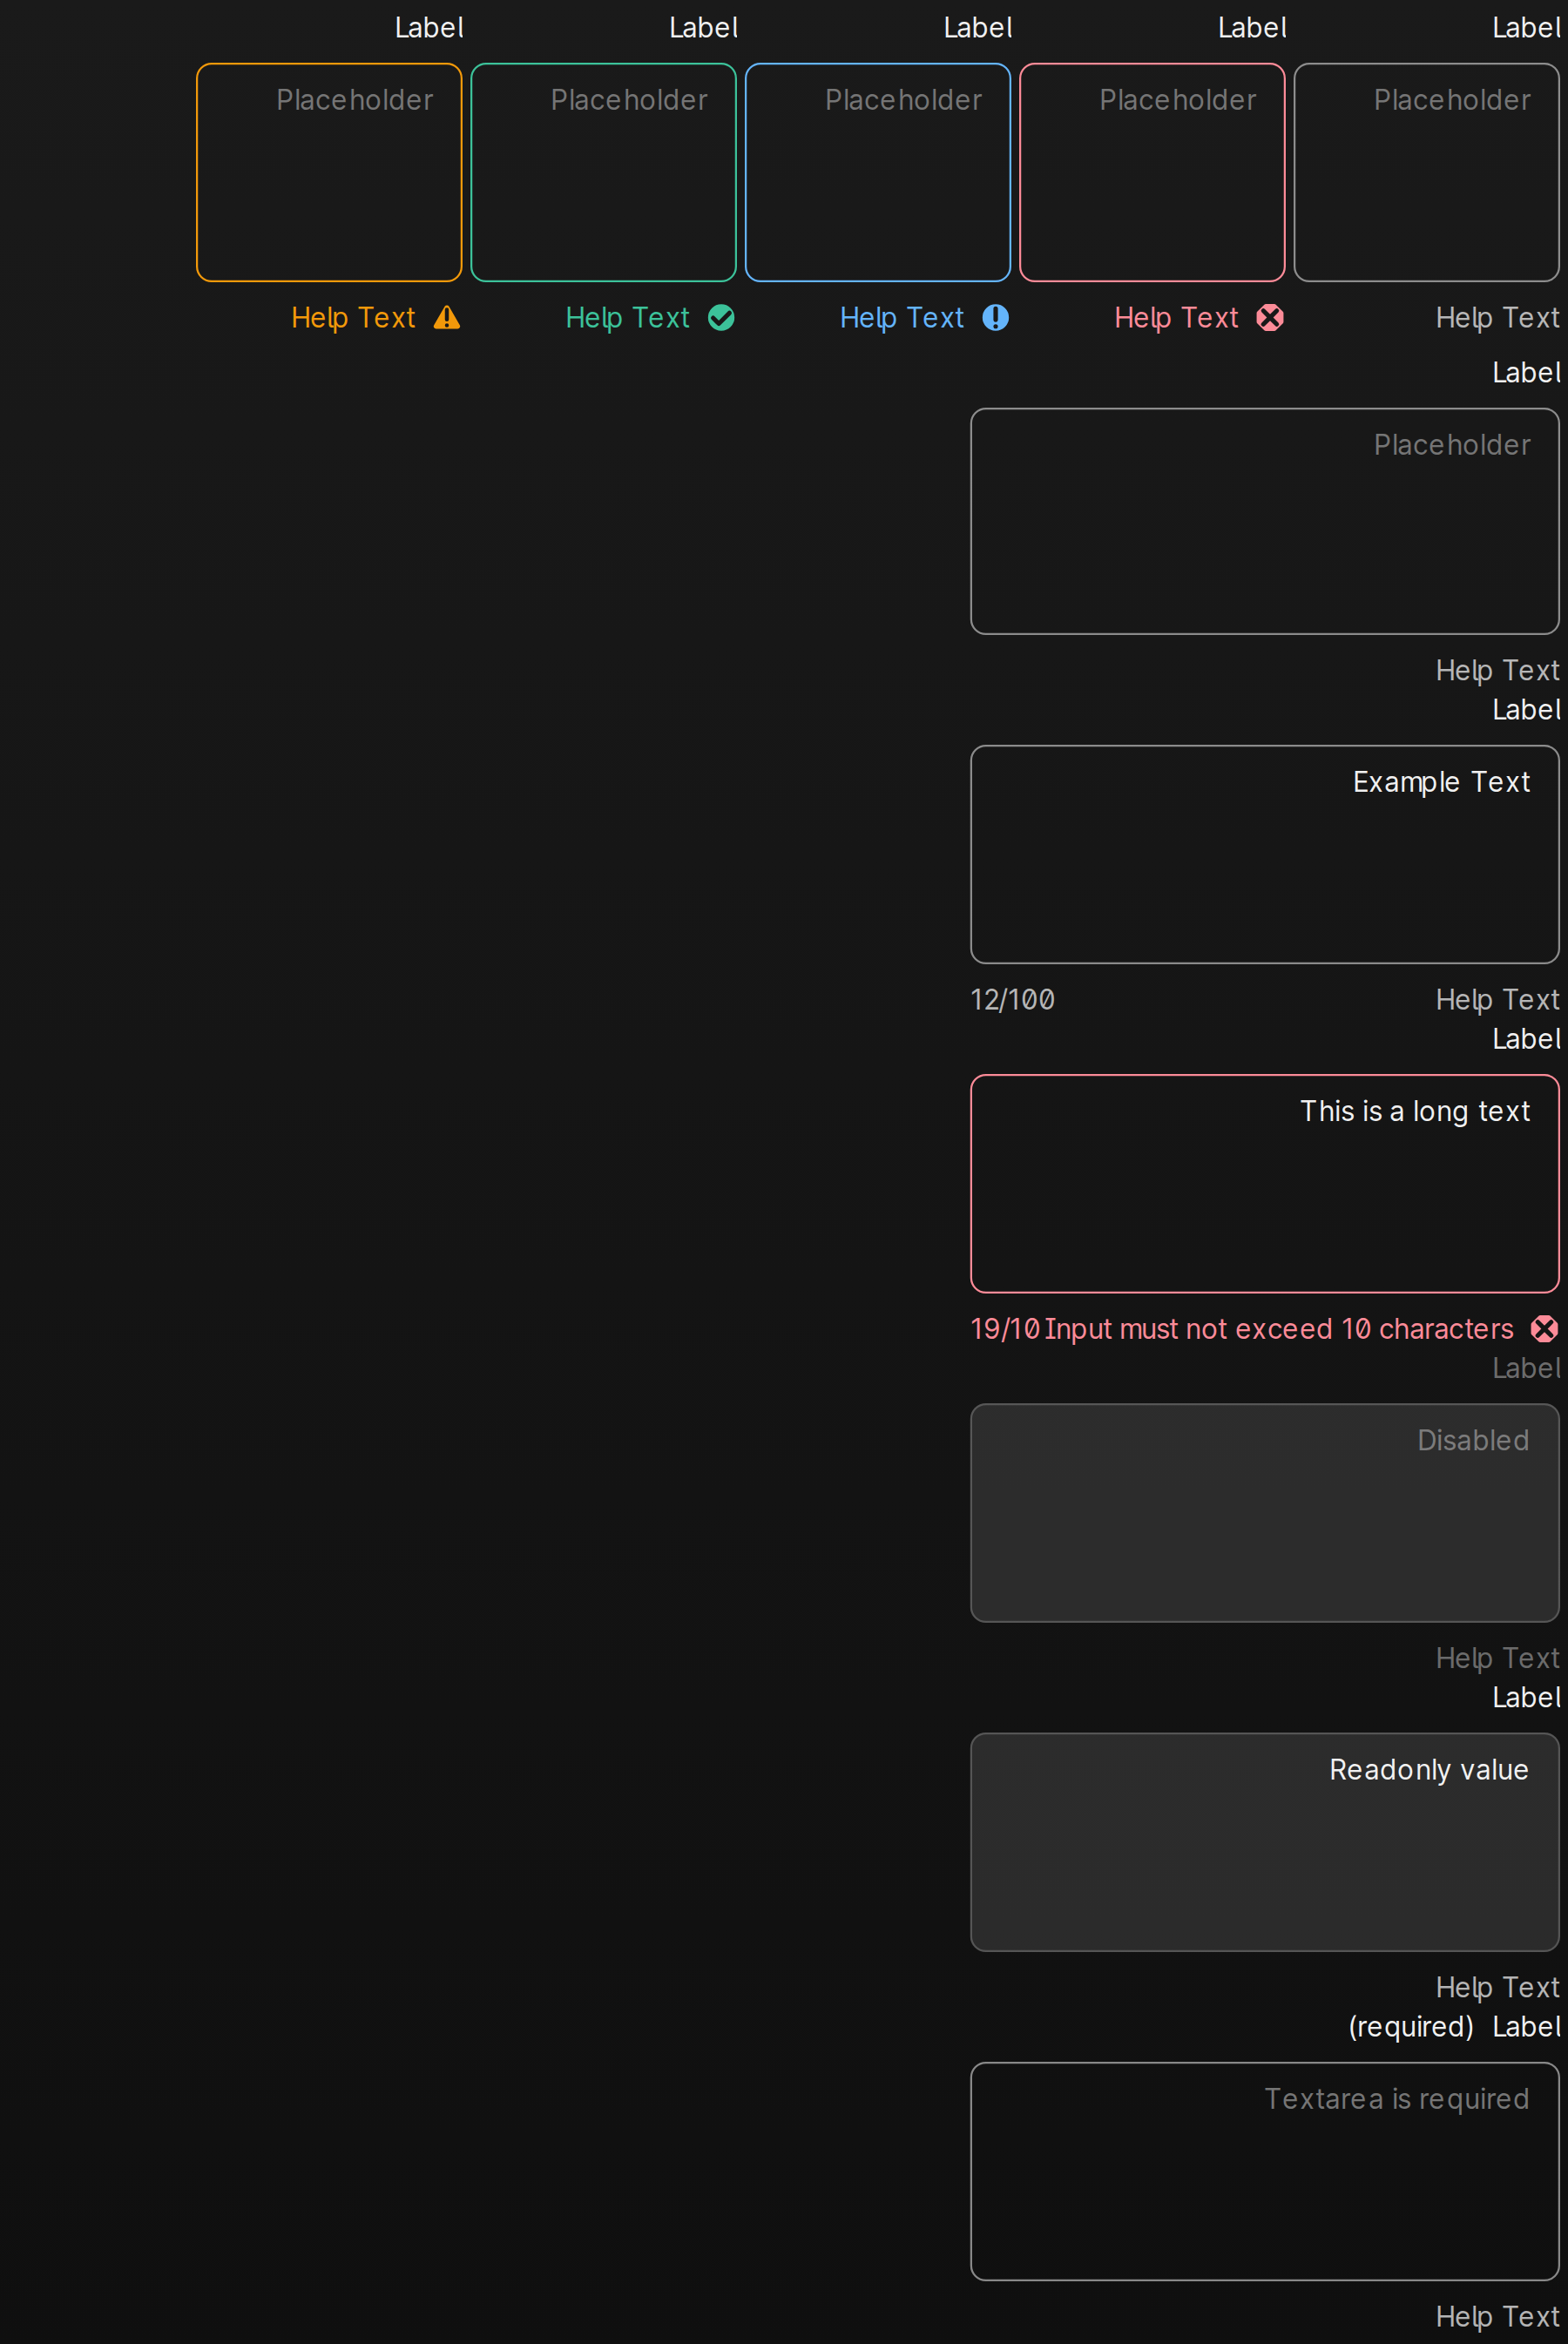 Label Label Label Label Label
Placeholder Placeholder Placeholder Placeholder Placeholder
Help Text Help Text Help Text Help Text Help Text
Label
Placeholder
Help Text
Label
Example Text
12/100 Help Text
Label
This is a long text
19/10 Input must not exceed 10 characters
Label
Disabled
Help Text
Label
Readonly value
Help Text
(required) Label
Textarea is required
Help Text